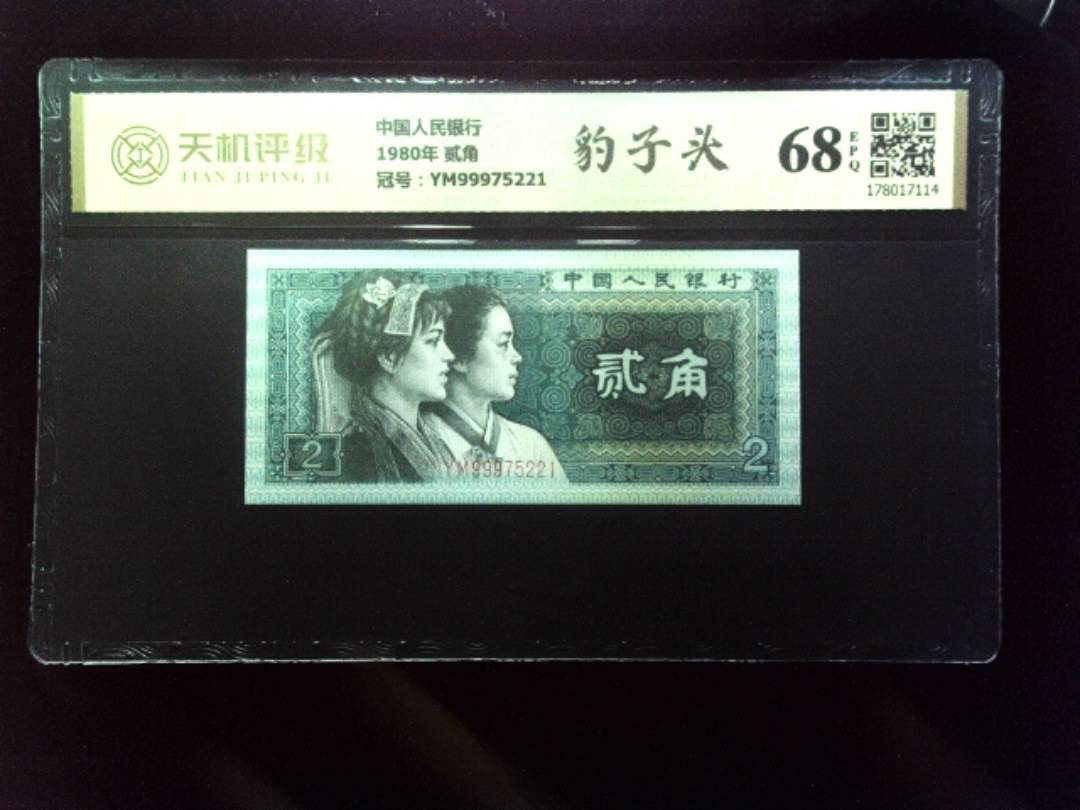 天机评级
TIAN JI PING JI
中国人民银行
1980年 贰角
冠号：YM99975221
豹子头
68
EPQ
178017114
中国人民银行
贰角
2
2
YM99975221